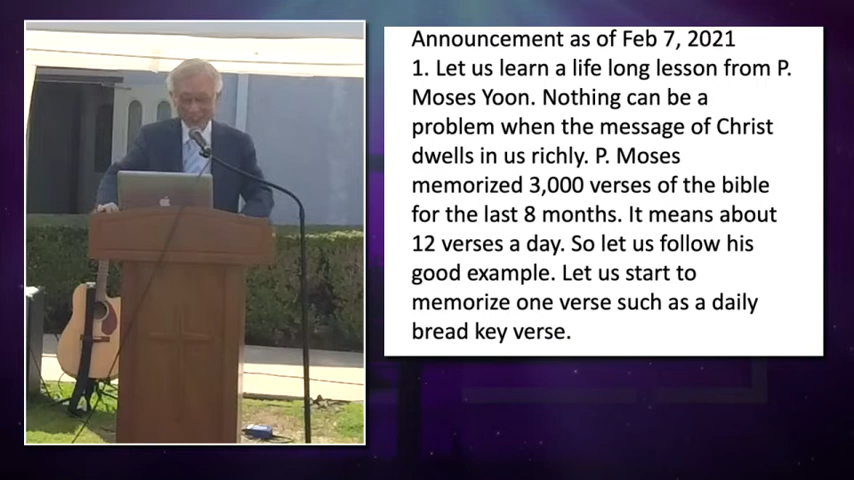 Announcement as of Feb 7, 2021
1. Let us learn a life long lesson from P.
Moses Yoon. Nothing can be a
problem when the message of Christ
dwells in us richly. P. Moses
memorized 3,000 verses of the bible
for the last 8 months. It means about
12 verses a day. So let us follow his
good example. Let us start to
memorize one verse such as a daily
bread key verse.